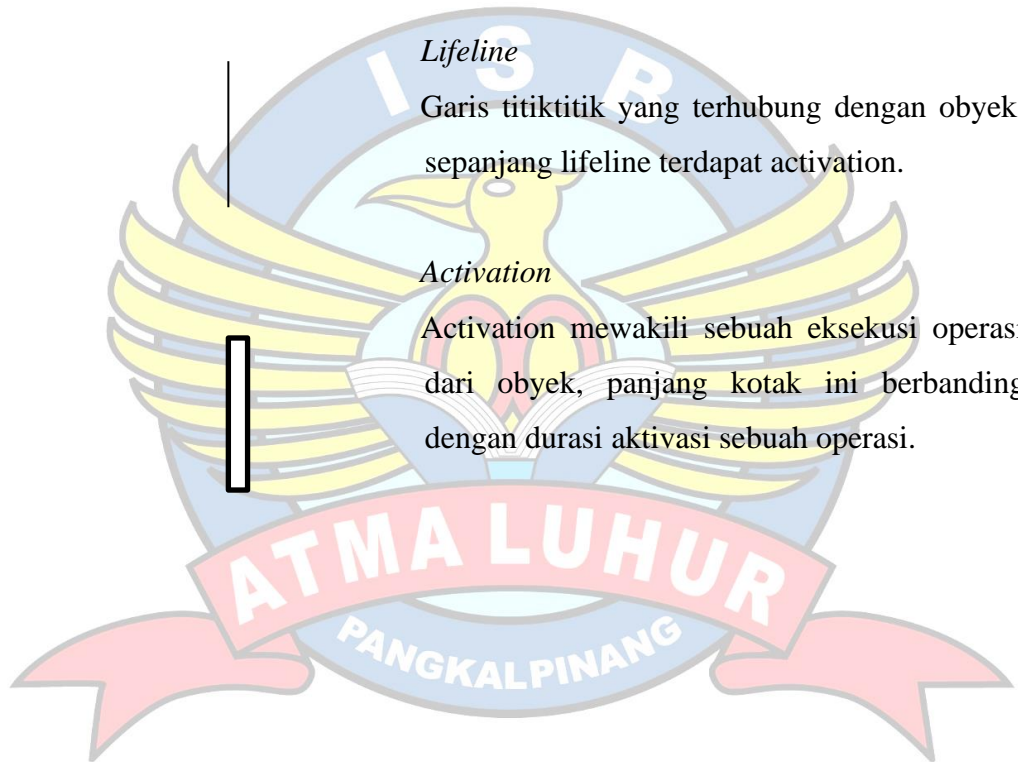 Lifeline
Garis titiktitik yang terhubung dengan obyek
sepanjang lifeline terdapat activation.
Activation
Activation mewakili sebuah eksekusi operasi
dari obyek, panjang kotak ini berbanding
dengan durasi aktivasi sebuah operasi.
ISB
ATMA LUHUR
PANGKALPINANG